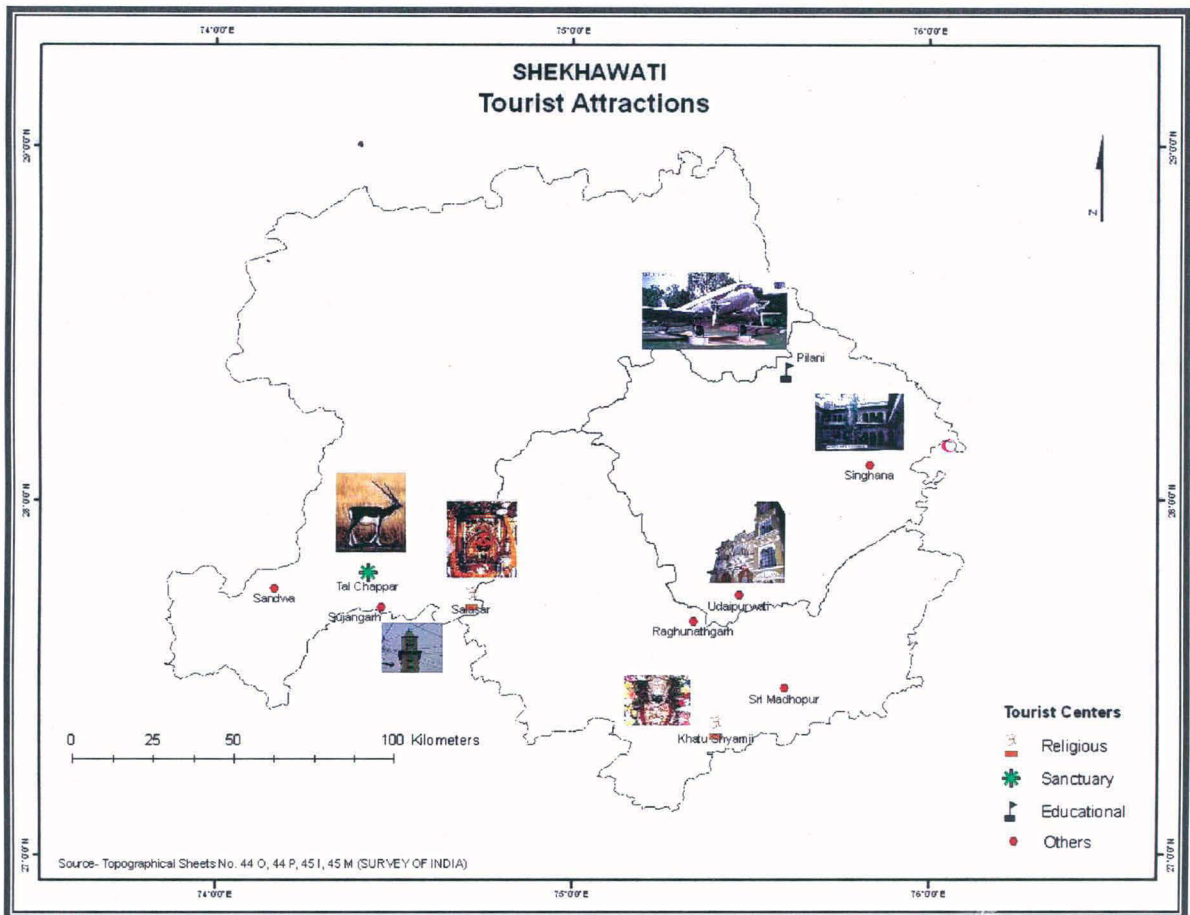 74°0'0"E 75°0'0"E 76°0'0"E
SHEKHAWATI
Tourist Attractions
29°0'0"N 29°0'0"N
Z
Pilani
Singhana
28°0'0"N 28°0'0"N
Tal Chappar
Sandwa
Sujangarh
Salasar
Udaipurwati
Raghunathgarh
Sri Madhopur
Khatu Shyamji
Tourist Centers
Religious
Sanctuary
Educational
Others
0 25 50 100 Kilometers
27°0'0"N 27°0'0"N
Source- Topographical Sheets No. 44 O, 44 P, 45 I, 45 M (SURVEY OF INDIA)
74°0'0"E 75°0'0"E 76°0'0"E